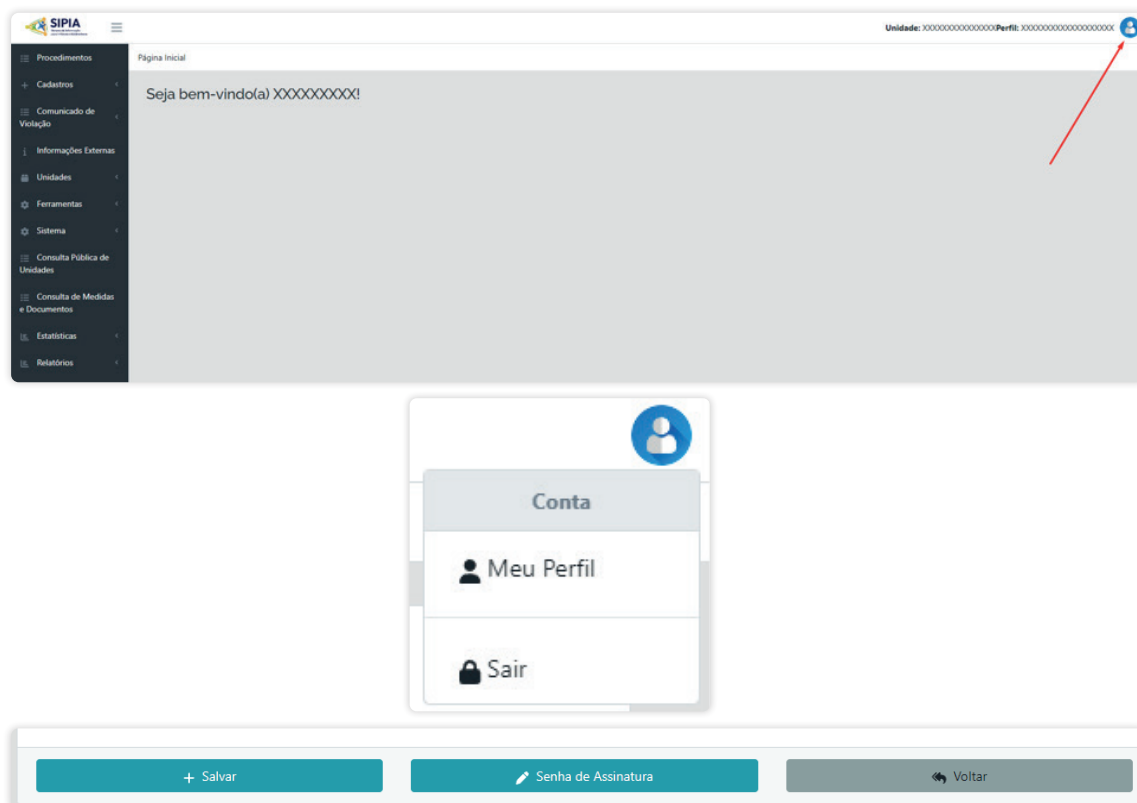 SIPIA
Unidade: XXXXXXXXXXXXXXXXPerfil: XXXXXXXXXXXXXXXXXXXX
Procedimentos
Página Inicial
Cadastros
Seja bem-vindo(a) XXXXXXXXX!
Comunicado de
Violação
Informações Externas
Unidades
Ferramentas
Sistema
Consulta Pública de
Unidades
Consulta de Medidas
e Documentos
Estatísticas
Relatórios
Conta
Meu Perfil
Sair
+ Salvar
Senha de Assinatura
Voltar